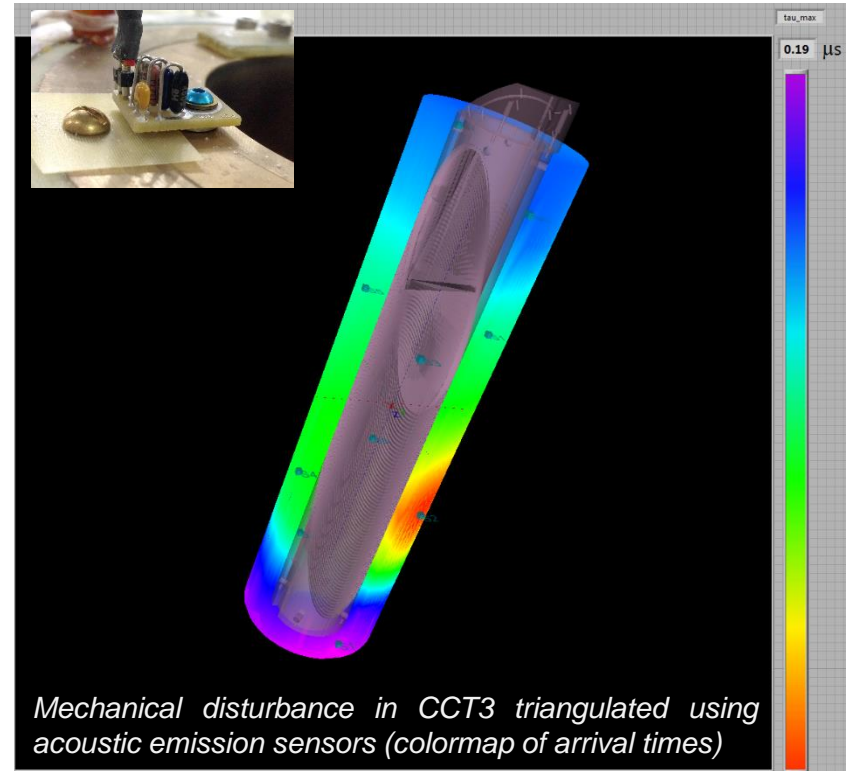 tau_max
0.19 μs
Mechanical disturbance in CCT3 triangulated using
acoustic emission sensors (colormap of arrival times)